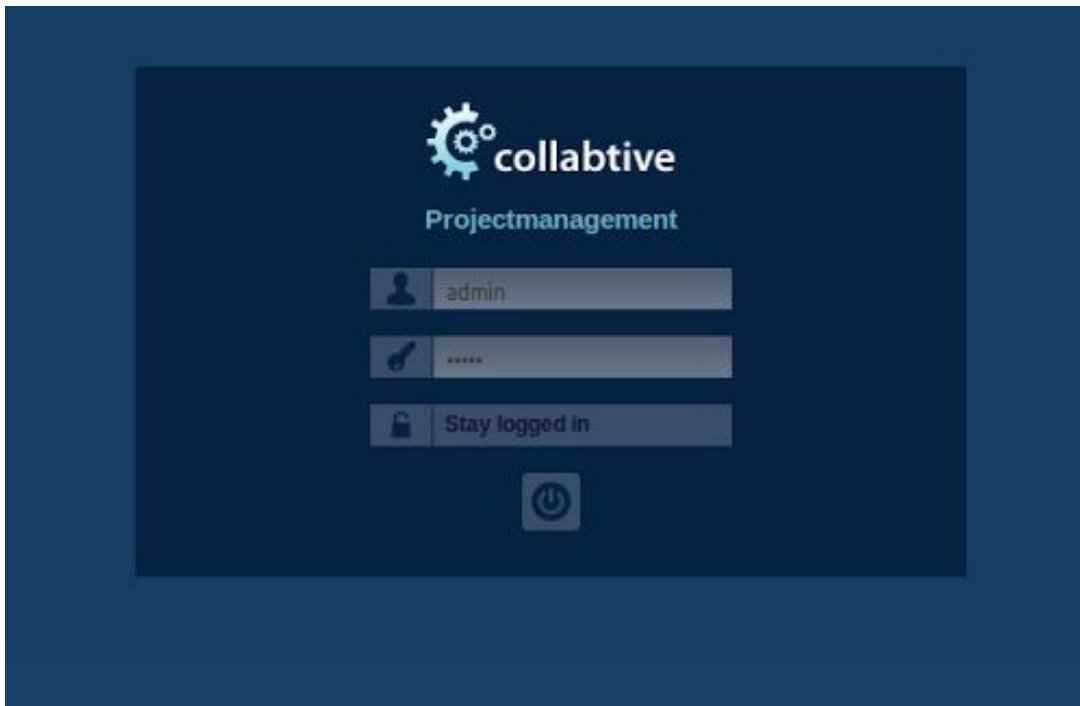 collabtive
Projectmanagement
admin
•••••
Stay logged in